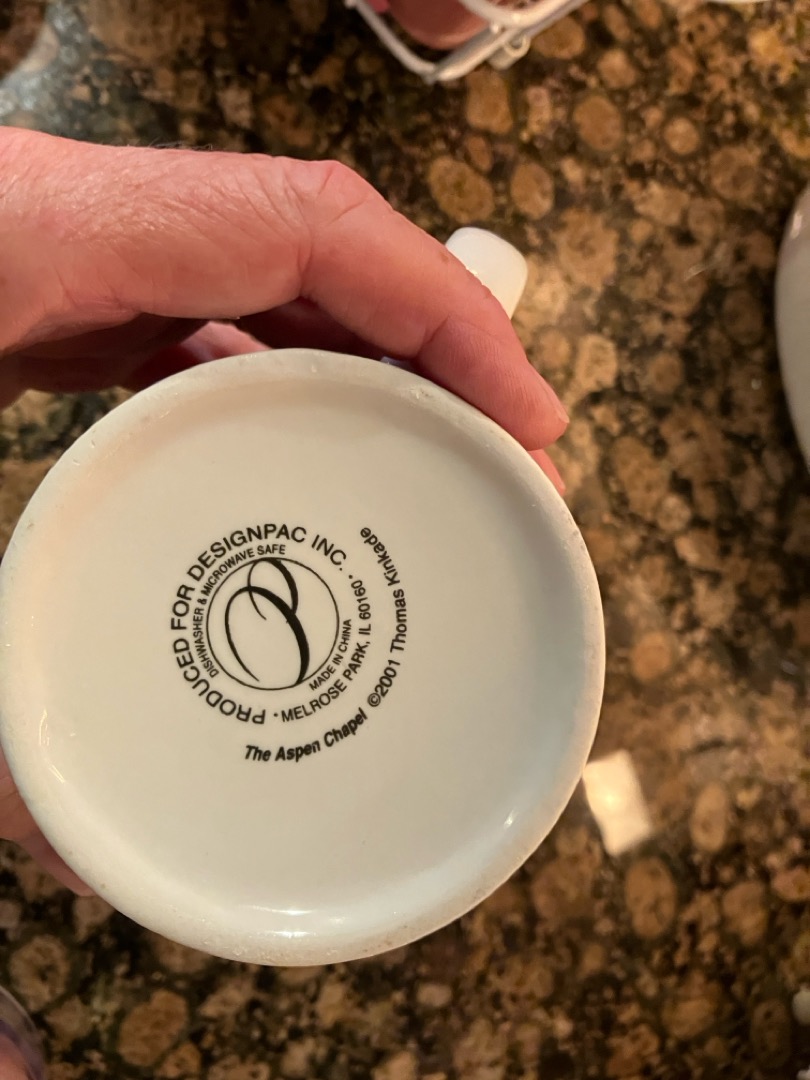 PRODUCED FOR DESIGNPAC INC. · MELROSE PARK, IL 60160 ·
DISHWASHER & MICROWAVE SAFE
MADE IN CHINA
The Aspen Chapel ©2001 Thomas Kinkade